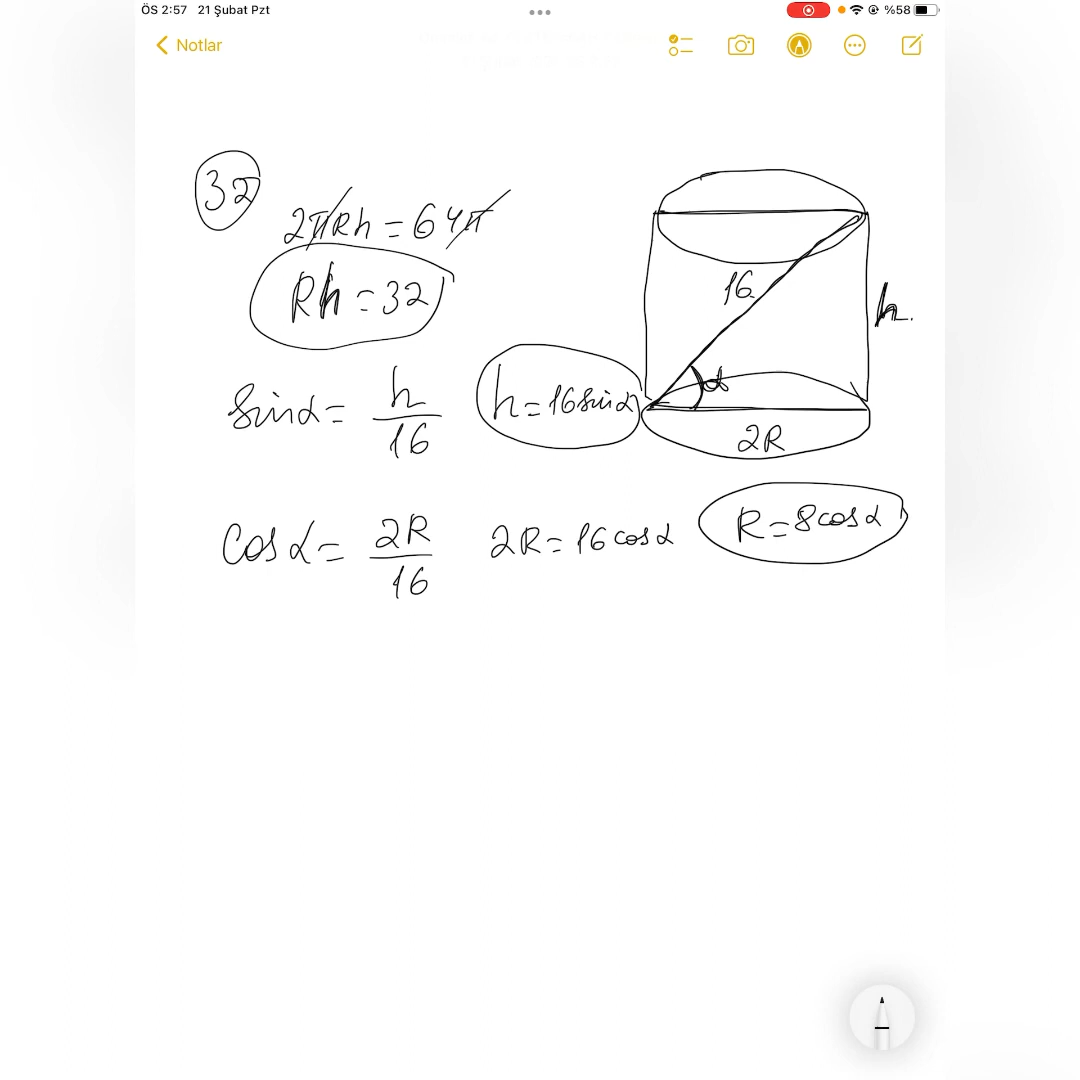 ÖS 2:57 21 Şubat Pzt %58
Notlar
32
2πRh = 64π
Rh = 32
sinα = h/16 h = 16sinα
cosα = 2R/16 2R = 16cosα R = 8cosα
16
h.
α
2R